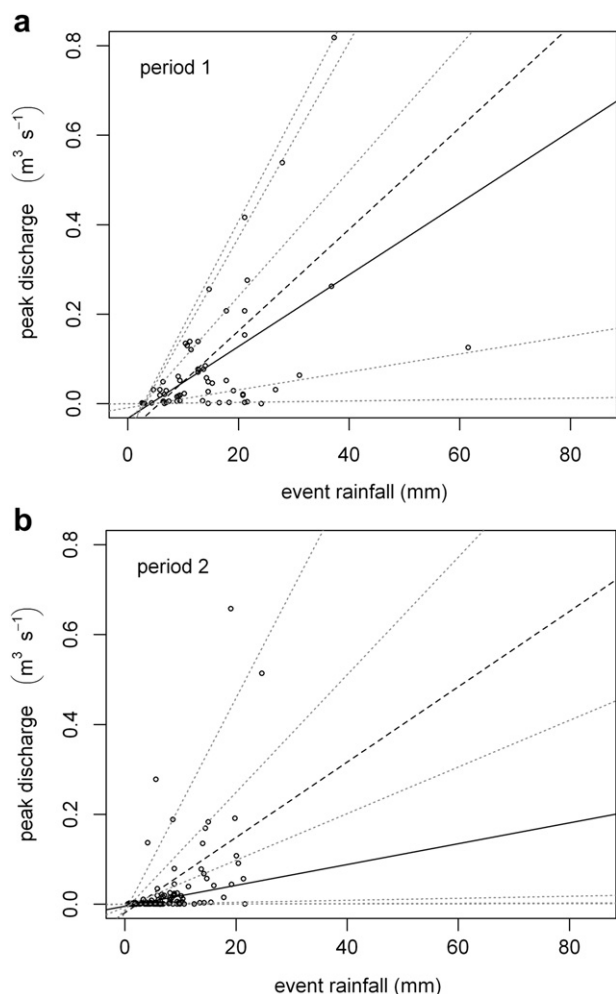 a
period 1
0.8
0.6
0.4
0.2
0.0
peak discharge (m³ s⁻¹)
0 20 40 60 80
event rainfall (mm)
b
period 2
0.8
0.6
0.4
0.2
0.0
peak discharge (m³ s⁻¹)
0 20 40 60 80
event rainfall (mm)